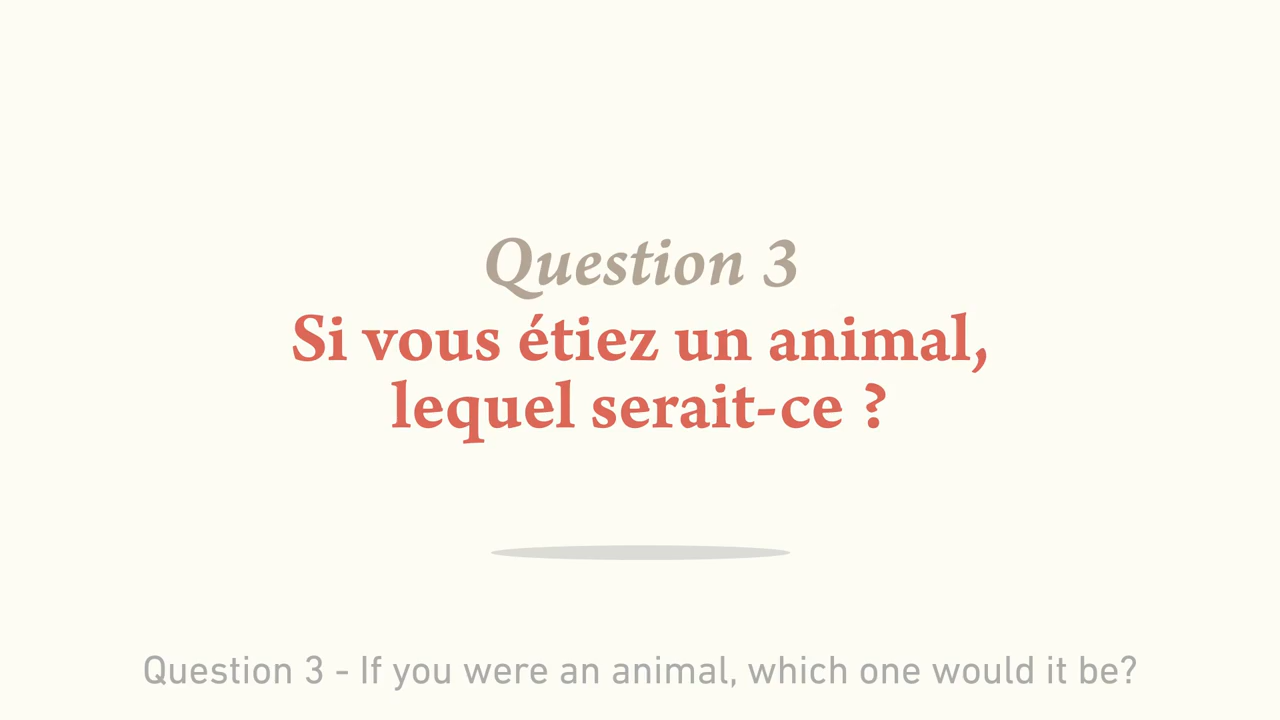 Question 3
Si vous étiez un animal,
lequel serait-ce ?
Question 3 - If you were an animal, which one would it be?